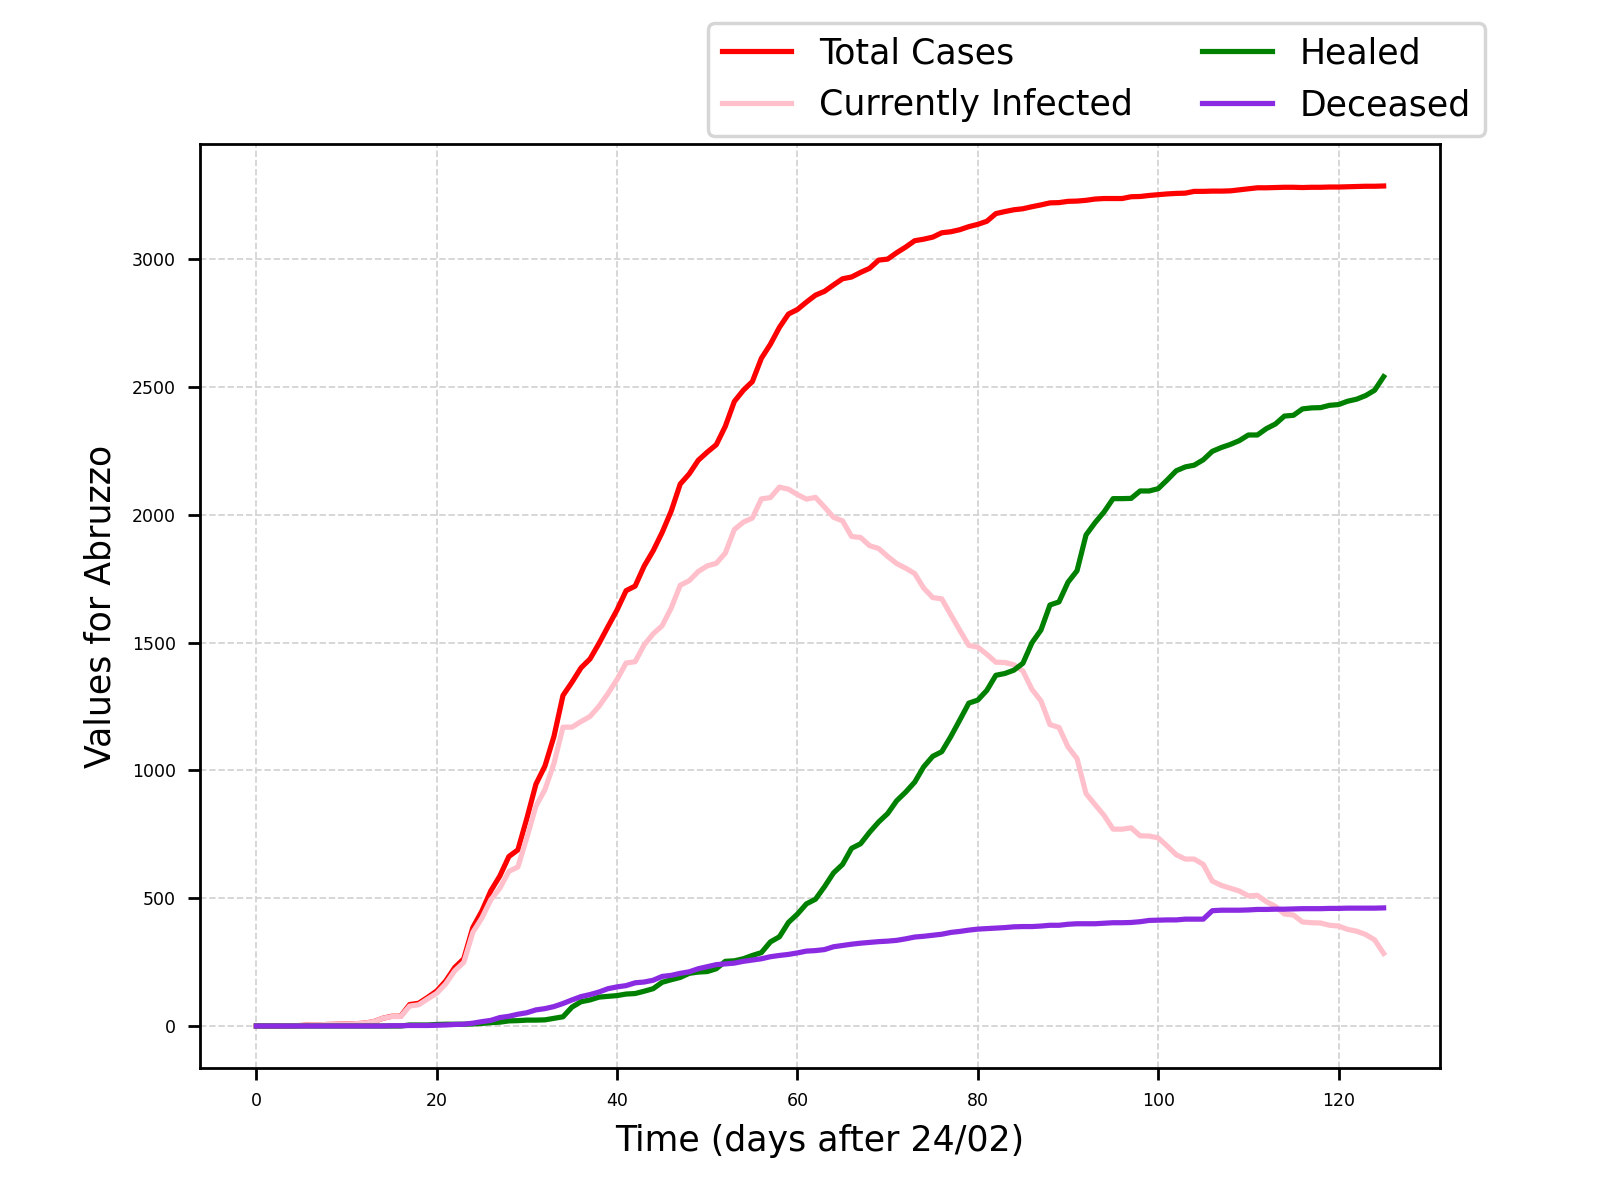 Total Cases
Currently Infected
Healed
Deceased
Values for Abruzzo
3000
2500
2000
1500
1000
500
0
0 20 40 60 80 100 120
Time (days after 24/02)